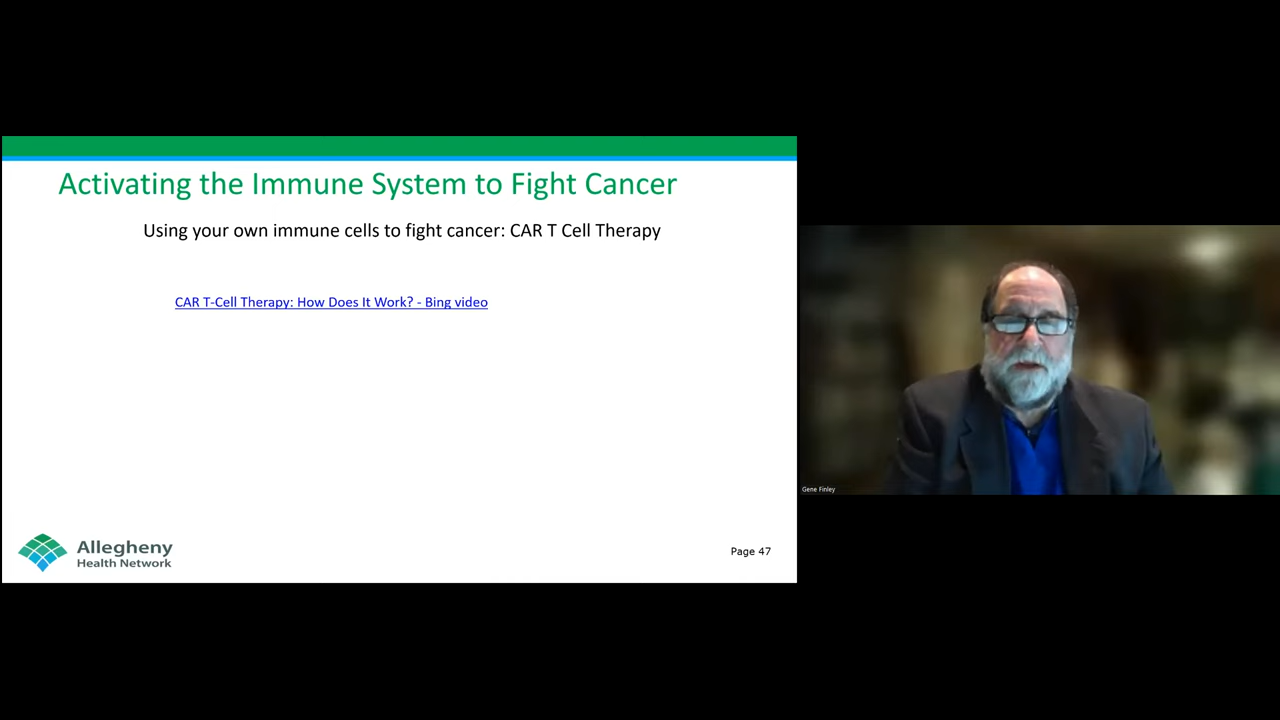 Activating the Immune System to Fight Cancer
Using your own immune cells to fight cancer: CAR T Cell Therapy
CAR T-Cell Therapy: How Does It Work? - Bing video
Allegheny
Health Network
Page 47
Gene Finley